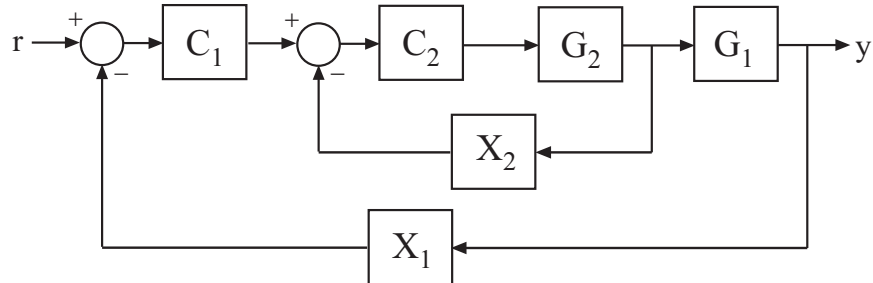 r + − C₁ + − C₂ G₂ G₁ y
X₂
X₁